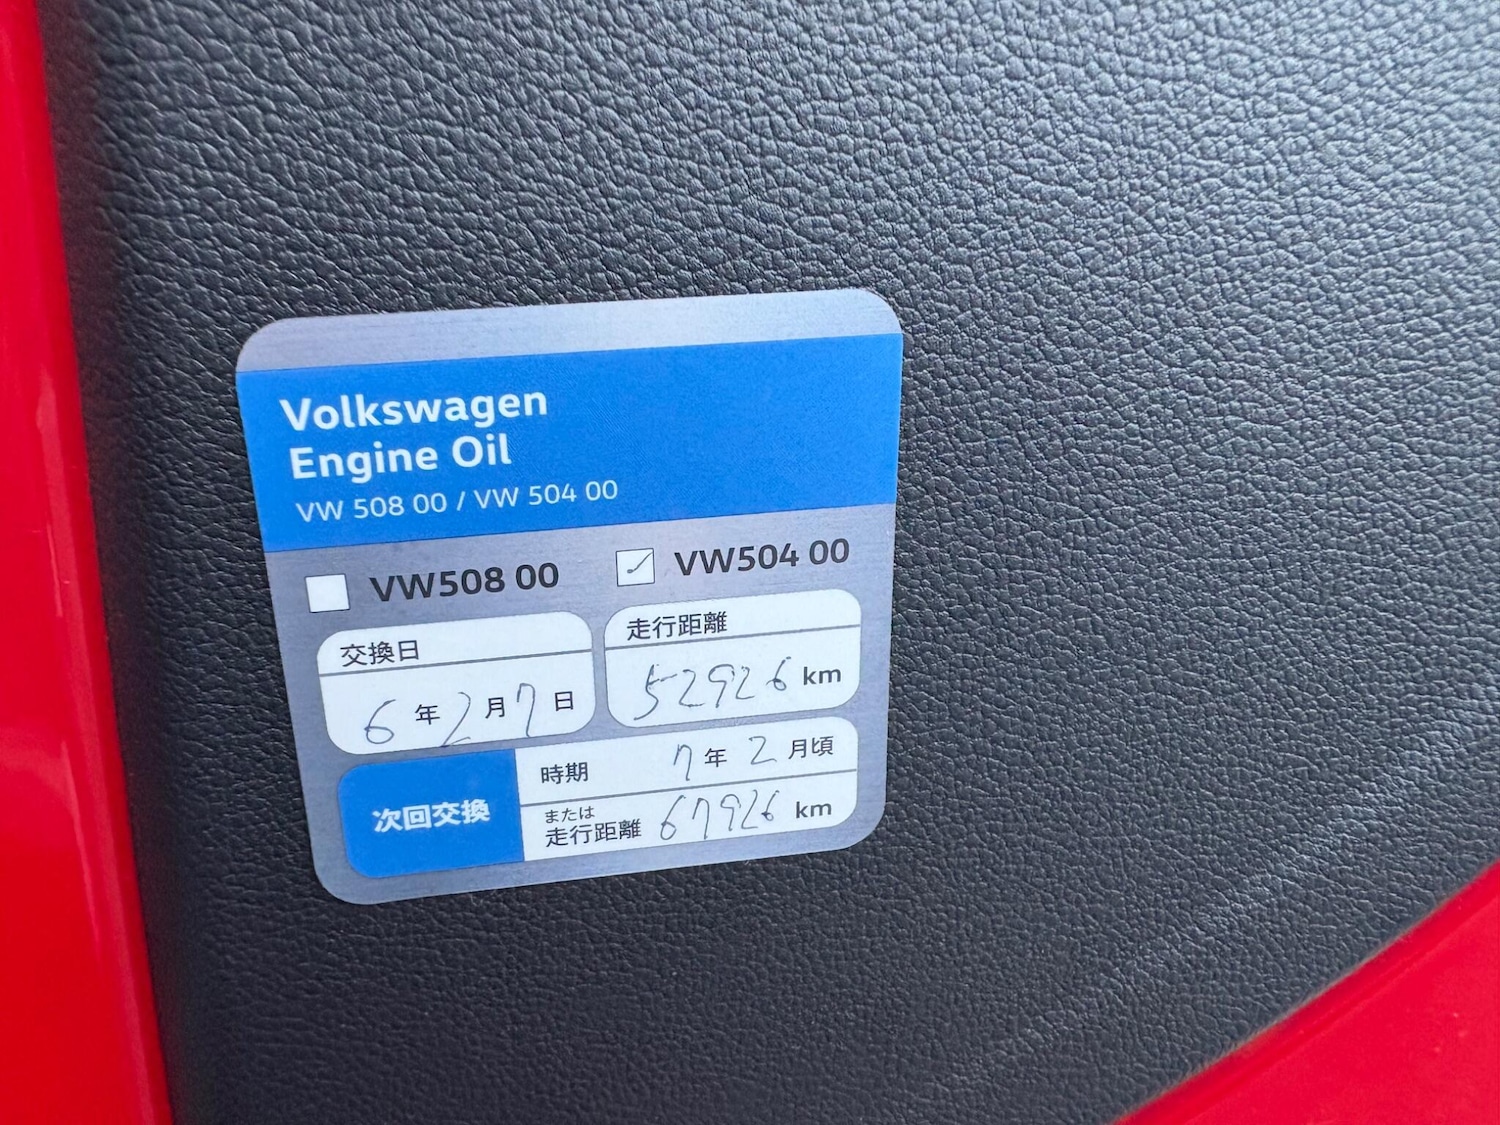 Volkswagen
Engine Oil
VW 508 00 / VW 504 00
VW508 00
VW504 00
交換日
6 年 2 月 7 日
走行距離
52926 km
次回交換
時期 7 年 2 月頃
または
走行距離 67926 km